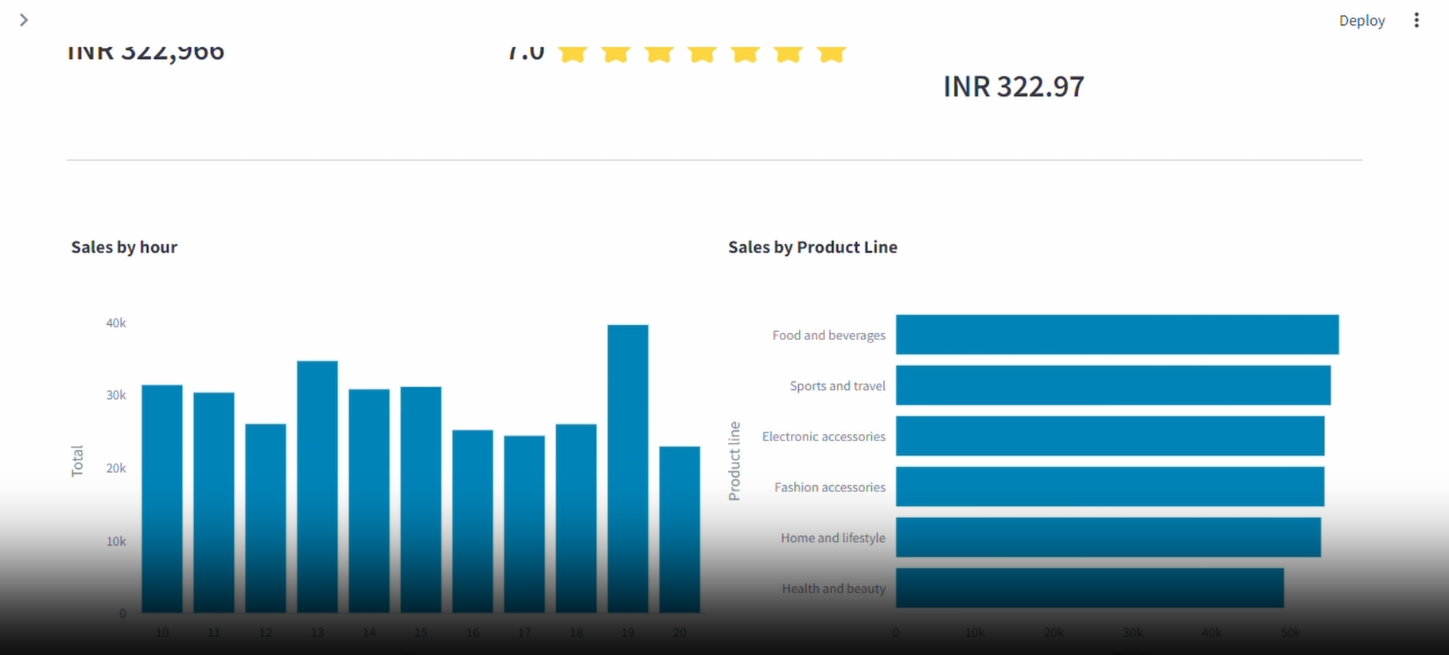 Deploy
INR 322,966
7.0
INR 322.97
Sales by hour
Total
40k
30k
20k
10k
0
10 11 12 13 14 15 16 17 18 19 20
Sales by Product Line
Product line
Food and beverages
Sports and travel
Electronic accessories
Fashion accessories
Home and lifestyle
Health and beauty
0 10k 20k 30k 40k 50k